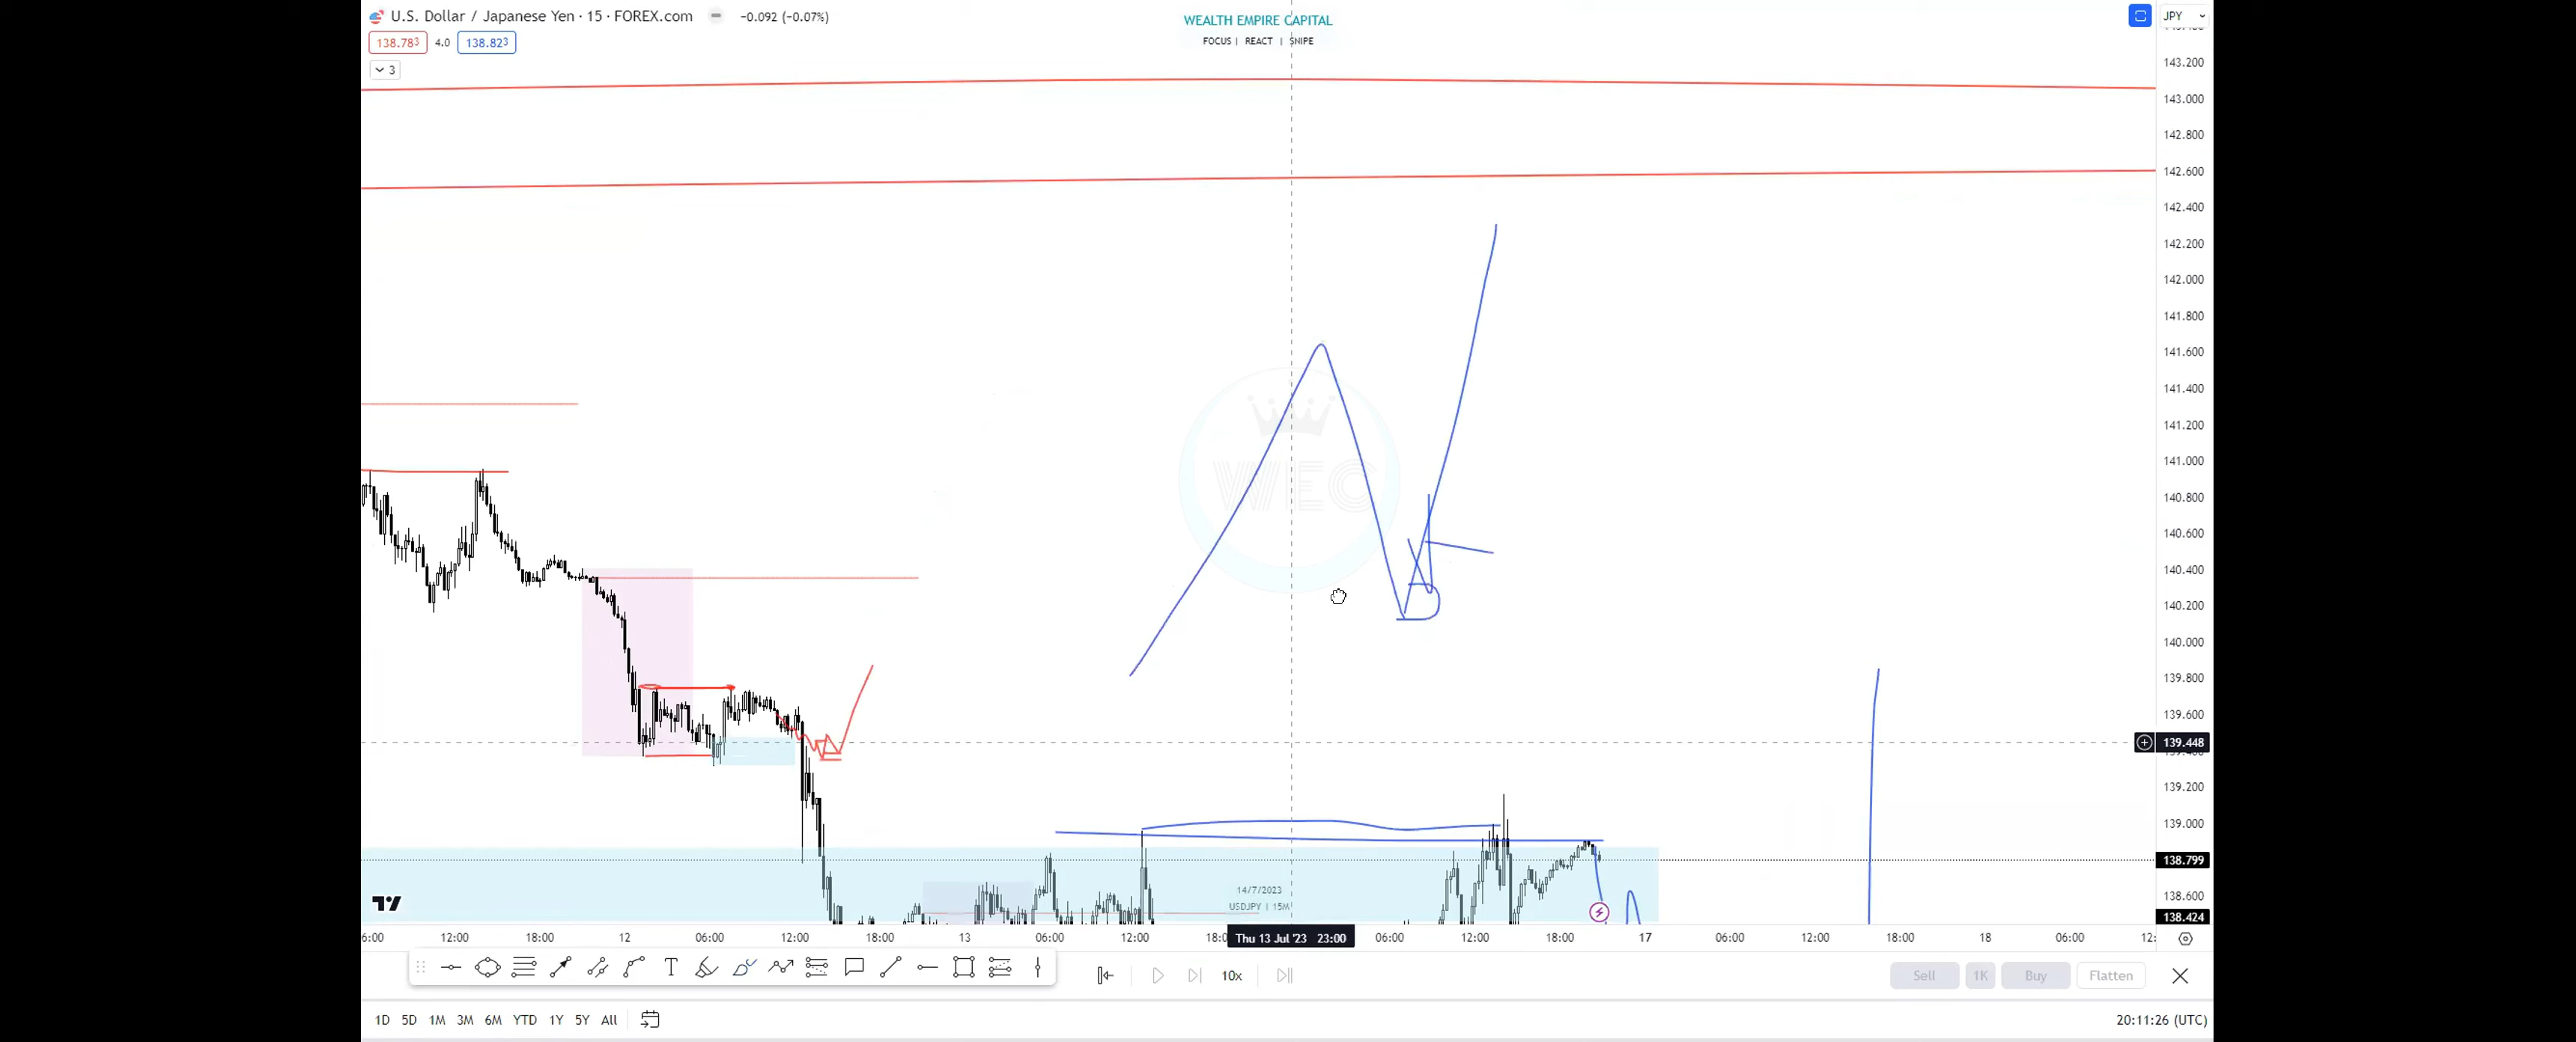 U.S. Dollar / Japanese Yen · 15 · FOREX.com −0.092 (−0.07%)
138.783 4.0 138.823
3
WEALTH EMPIRE CAPITAL
FOCUS | REACT | SNIPE
JPY
143.200
143.000
142.800
142.600
142.400
142.200
142.000
141.800
141.600
141.400
141.200
141.000
140.800
140.600
140.400
140.200
140.000
139.800
139.600
139.448
139.200
139.000
138.799
138.600
138.424
WEC
14/7/2023
USDJPY | 15M
6:00 12:00 18:00 12 06:00 12:00 18:00 13 06:00 12:00 18:0 Thu 13 Jul '23 23:00 06:00 12:00 18:00 17 06:00 12:00 18:00 18 06:00 12:
T 10x Sell 1K Buy Flatten
1D 5D 1M 3M 6M YTD 1Y 5Y All 20:11:26 (UTC)